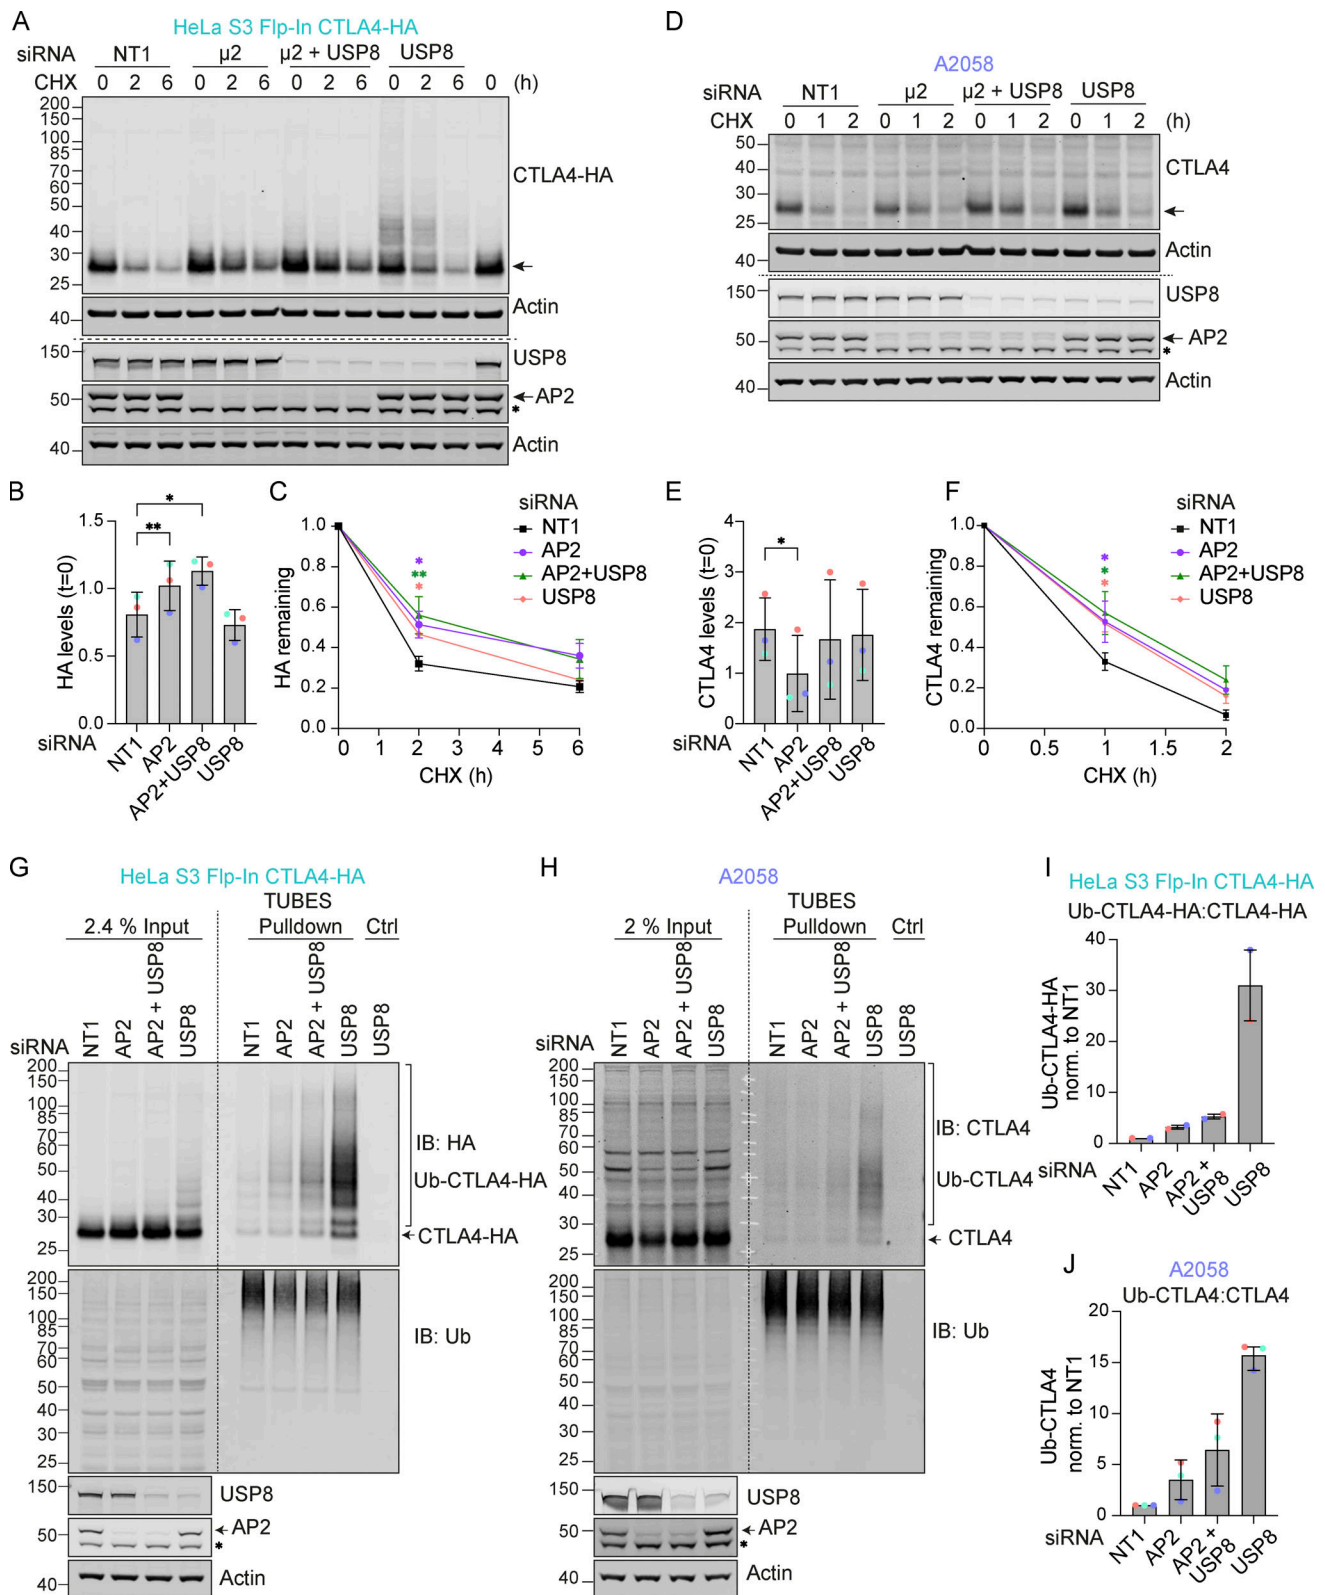 A
HeLa S3 Flp-In CTLA4-HA
siRNA NT1 µ2 µ2 + USP8 USP8
CHX 0 2 6 0 2 6 0 2 6 0 2 6 0 (h)
200
150
100
85
70
60
50
40
30
25
CTLA4-HA
40
Actin
150
USP8
50
AP2
*
40
Actin
D
A2058
siRNA NT1 µ2 µ2 + USP8 USP8
CHX 0 1 2 0 1 2 0 1 2 0 1 2 (h)
50
40
30
25
CTLA4
40
Actin
150
USP8
50
AP2
*
40
Actin
B
HA levels (t=0)
1.5
1.0
0.5
0.0
*
**
siRNA
NT1
AP2
AP2+USP8
USP8
C
HA remaining
1.0
0.8
0.6
0.4
0.2
0.0
*
**
*
siRNA
NT1
AP2
AP2+USP8
USP8
0 1 2 3 4 5 6
CHX (h)
E
CTLA4 levels (t=0)
4
3
2
1
0
*
siRNA
NT1
AP2
AP2+USP8
USP8
F
CTLA4 remaining
1.0
0.8
0.6
0.4
0.2
0.0
*
*
*
siRNA
NT1
AP2
AP2+USP8
USP8
0 0.5 1 1.5 2
CHX (h)
G
HeLa S3 Flp-In CTLA4-HA
TUBES
2.4 % Input Pulldown Ctrl
siRNA NT1 AP2 AP2 + USP8 USP8 NT1 AP2 AP2 + USP8 USP8 USP8
200
150
100
85
70
60
50
40
30
25
IB: HA
Ub-CTLA4-HA
CTLA4-HA
200
150
100
85
70
60
50
40
30
25
IB: Ub
150
USP8
50
AP2
*
40
Actin
H
A2058
TUBES
2 % Input Pulldown Ctrl
siRNA NT1 AP2 AP2 + USP8 USP8 NT1 AP2 AP2 + USP8 USP8 USP8
200
150
100
85
70
60
50
40
30
25
IB: CTLA4
Ub-CTLA4
CTLA4
200
150
100
85
70
60
50
40
30
25
IB: Ub
150
USP8
50
AP2
*
40
Actin
I
HeLa S3 Flp-In CTLA4-HA
Ub-CTLA4-HA:CTLA4-HA
Ub-CTLA4-HA
norm. to NT1
40
30
20
10
0
siRNA
NT1
AP2
AP2 +
USP8
USP8
J
A2058
Ub-CTLA4:CTLA4
Ub-CTLA4
norm. to NT1
20
15
10
5
0
siRNA
NT1
AP2
AP2 +
USP8
USP8